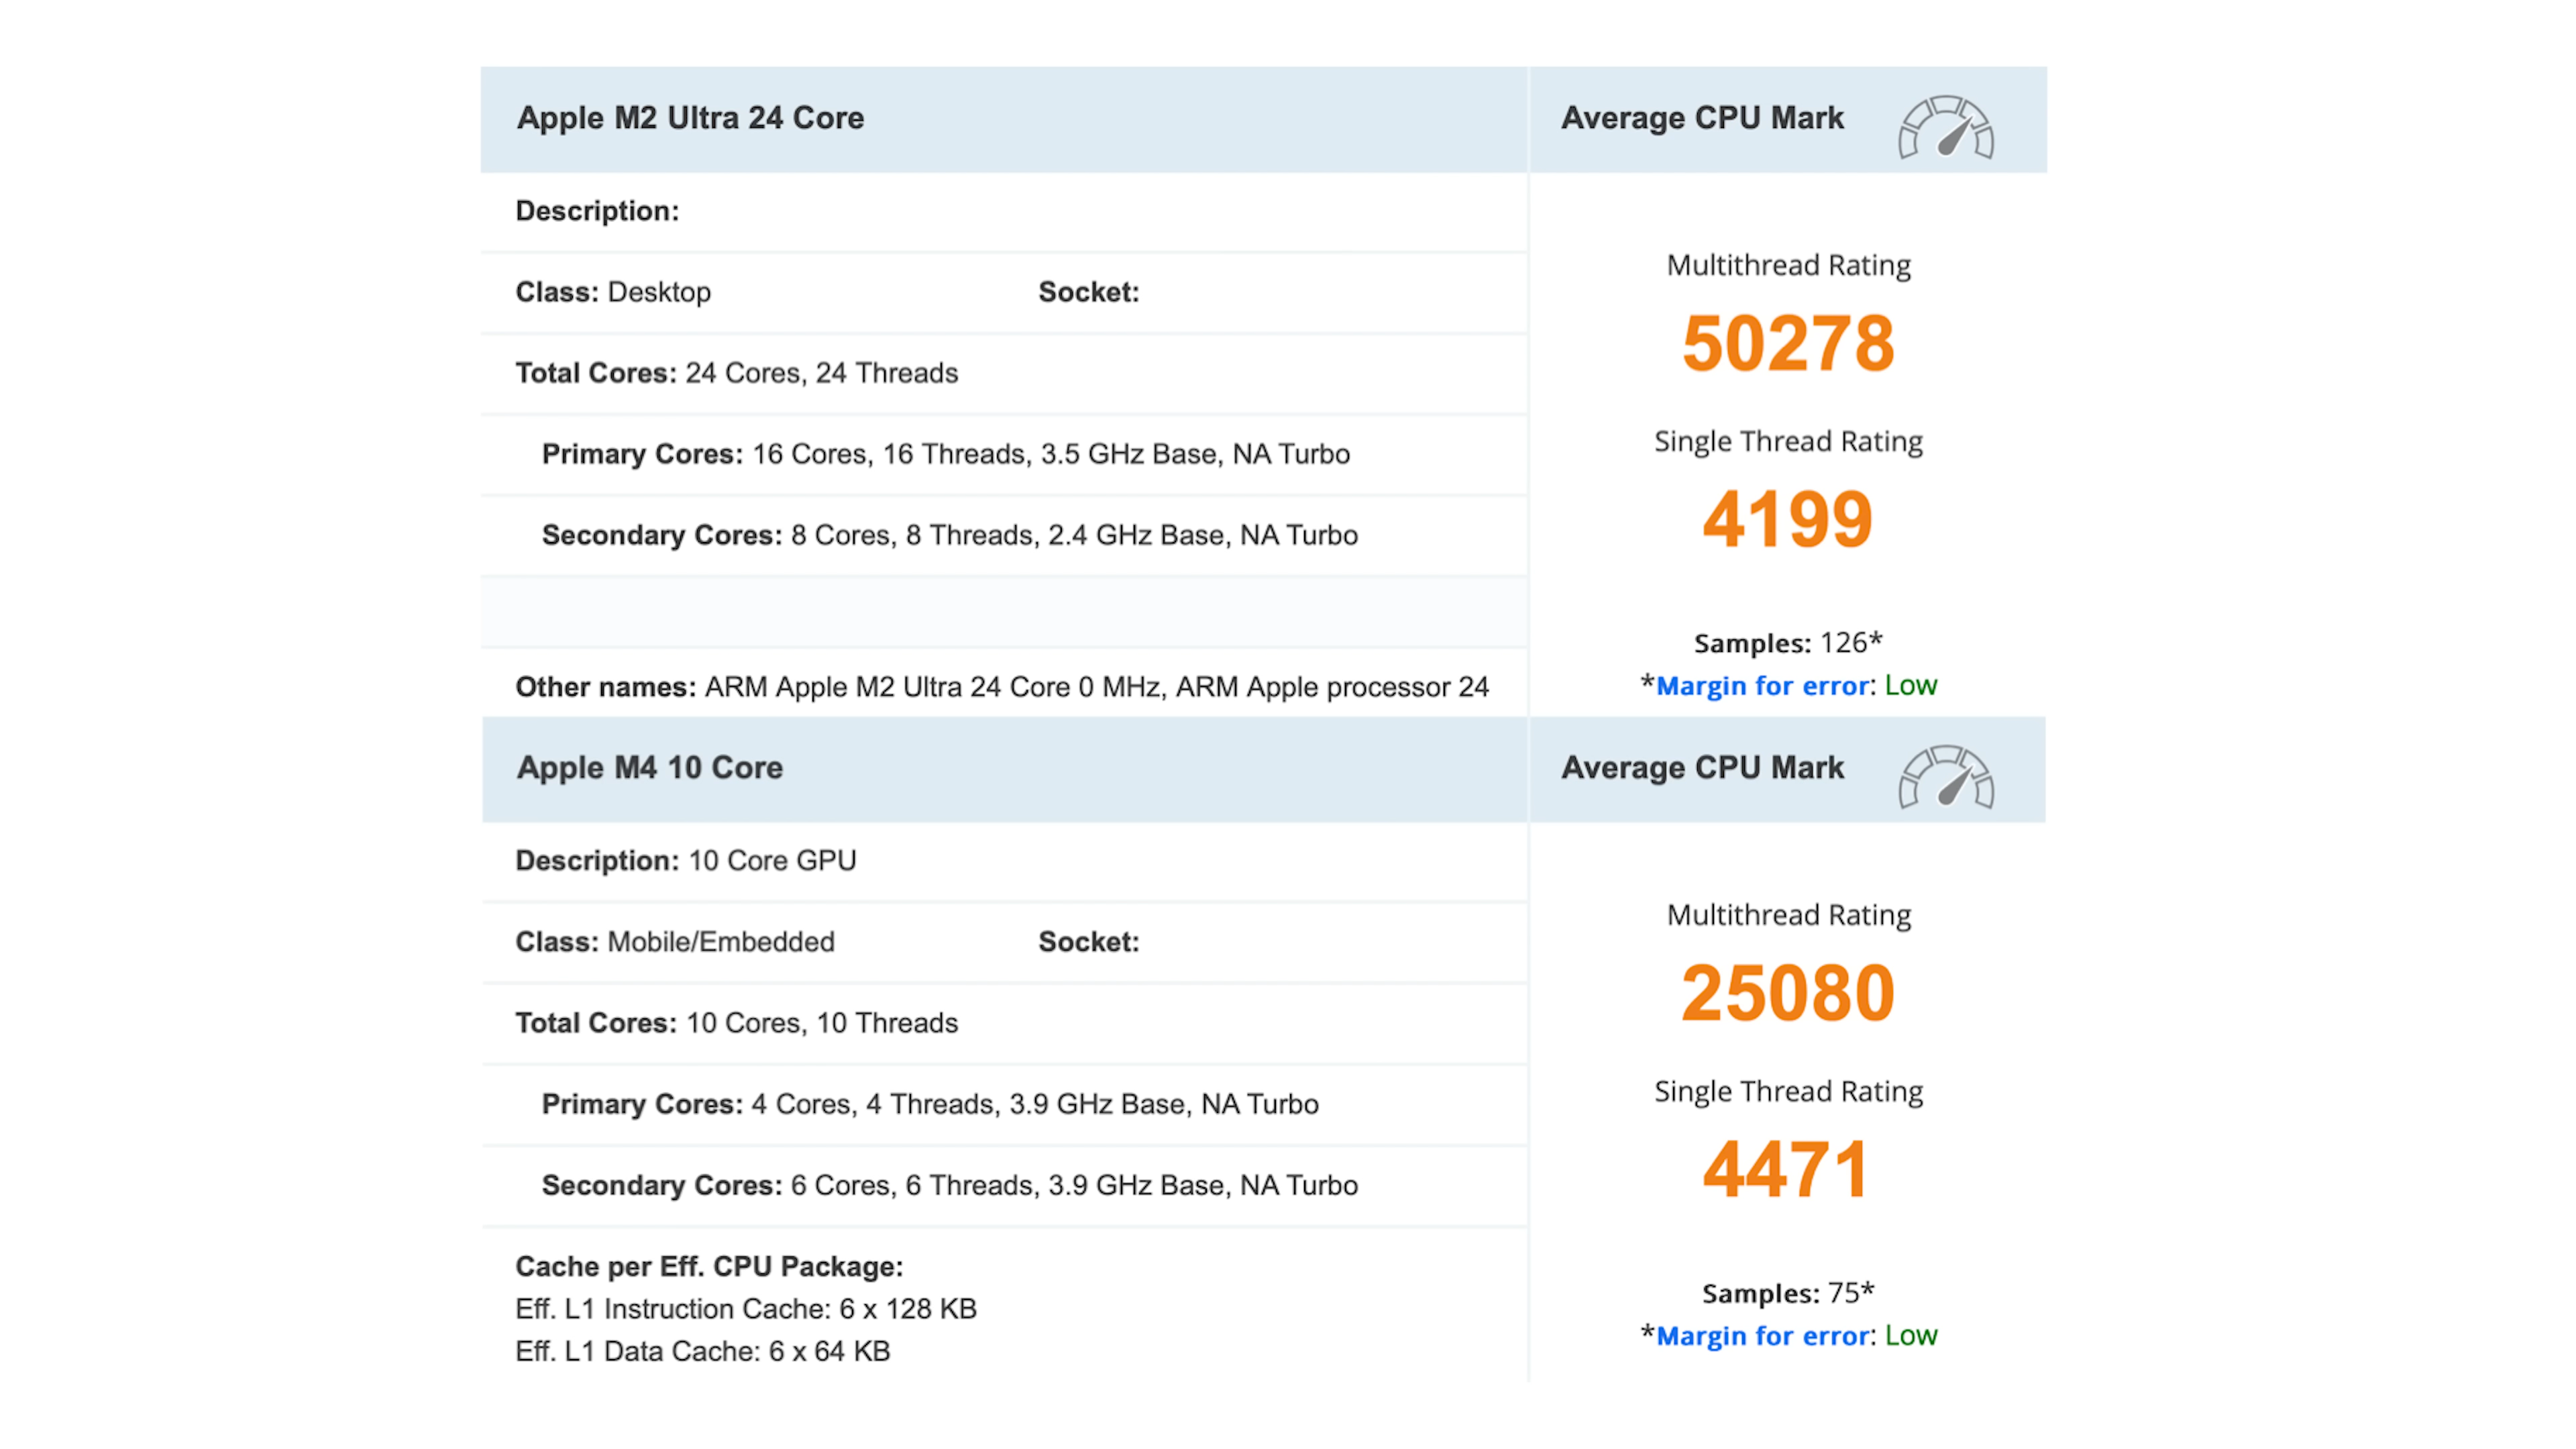 Apple M2 Ultra 24 Core
Average CPU Mark
Description:
Class: Desktop Socket:
Total Cores: 24 Cores, 24 Threads
Primary Cores: 16 Cores, 16 Threads, 3.5 GHz Base, NA Turbo
Secondary Cores: 8 Cores, 8 Threads, 2.4 GHz Base, NA Turbo
Other names: ARM Apple M2 Ultra 24 Core 0 MHz, ARM Apple processor 24
Multithread Rating
50278
Single Thread Rating
4199
Samples: 126*
*Margin for error: Low
Apple M4 10 Core
Average CPU Mark
Description: 10 Core GPU
Class: Mobile/Embedded Socket:
Total Cores: 10 Cores, 10 Threads
Primary Cores: 4 Cores, 4 Threads, 3.9 GHz Base, NA Turbo
Secondary Cores: 6 Cores, 6 Threads, 3.9 GHz Base, NA Turbo
Cache per Eff. CPU Package:
Eff. L1 Instruction Cache: 6 x 128 KB
Eff. L1 Data Cache: 6 x 64 KB
Multithread Rating
25080
Single Thread Rating
4471
Samples: 75*
*Margin for error: Low